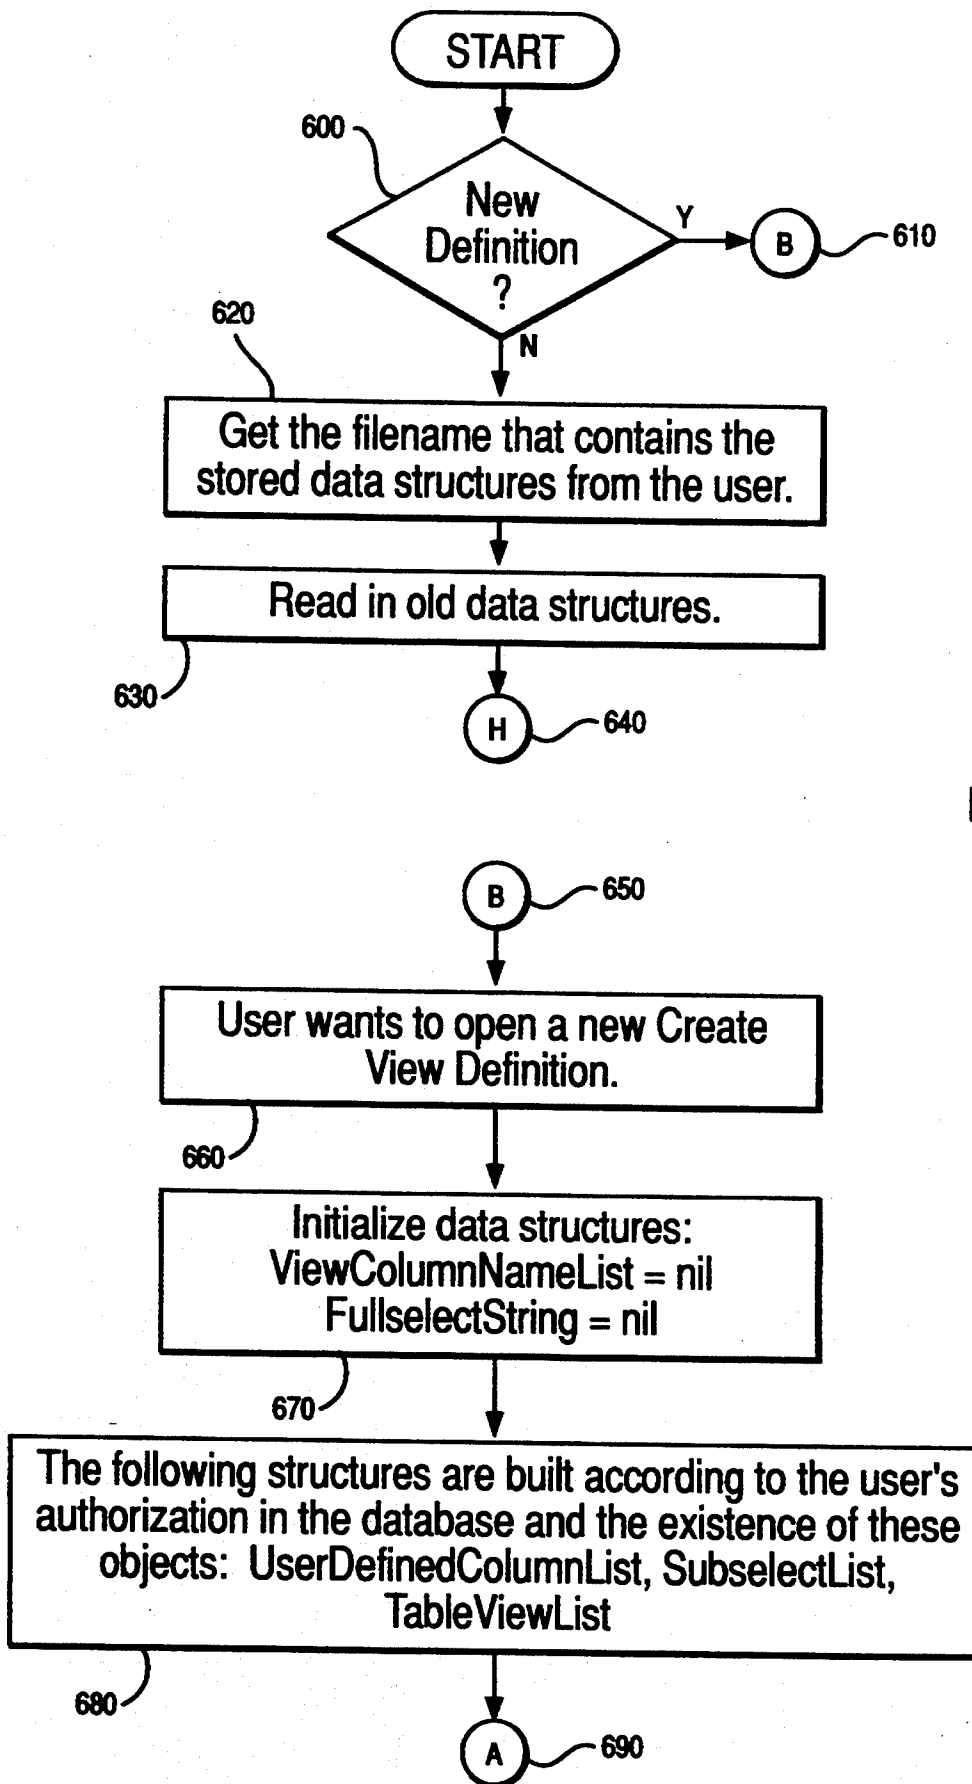 START
600
New
Definition
?
Y
B
610
N
620
Get the filename that contains the
stored data structures from the user.
Read in old data structures.
630
H
640
B
650
User wants to open a new Create
View Definition.
660
Initialize data structures:
ViewColumnNameList = nil
FullselectString = nil
670
The following structures are built according to the user's
authorization in the database and the existence of these
objects: UserDefinedColumnList, SubselectList,
TableViewList
680
A
690